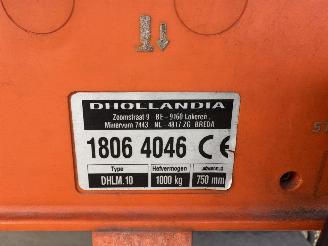 DHOLLANDIA
Zoomstraat 9 BE - 9160 Lokeren
Minervum 7443 NL - 4817 ZG BREDA
1806 4046 CE
Type Hefvermogen
DHLM.10 1000 kg 750 mm